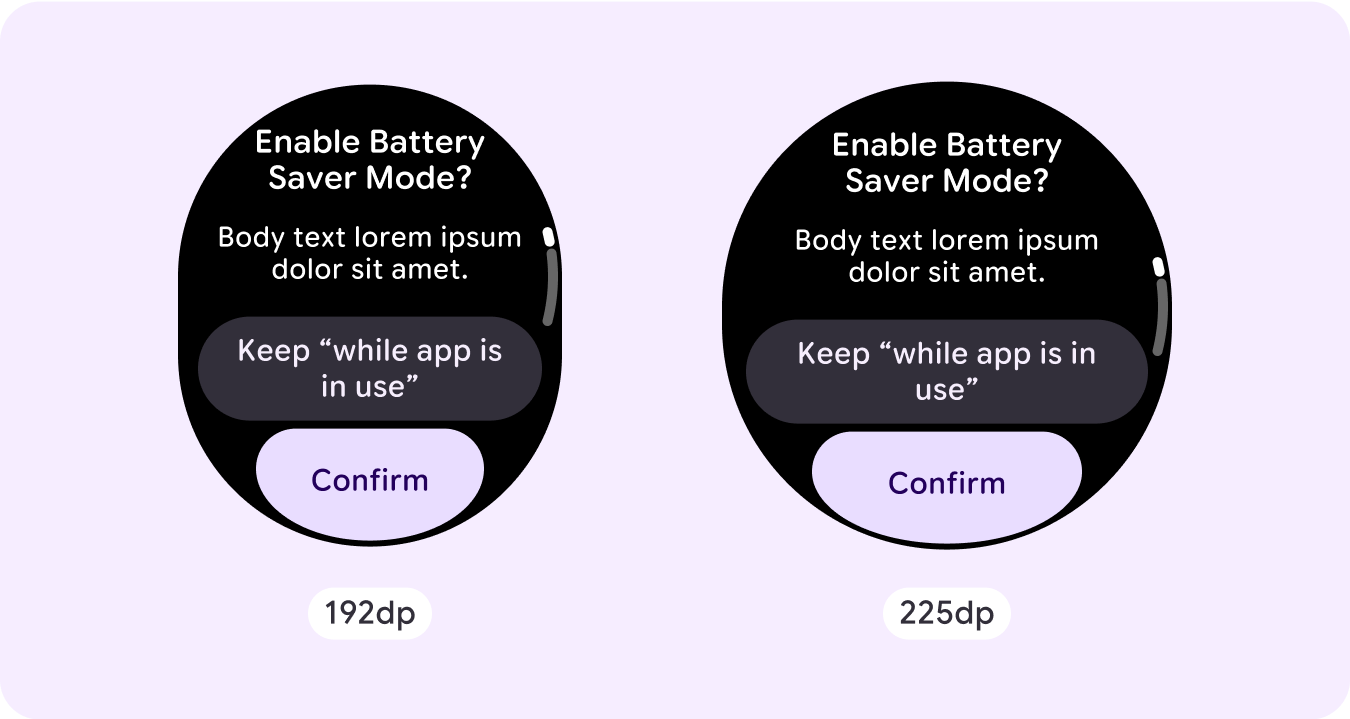 Enable Battery
Saver Mode?
Body text lorem ipsum
dolor sit amet.
Keep “while app is
in use”
Confirm
192dp
Enable Battery
Saver Mode?
Body text lorem ipsum
dolor sit amet.
Keep “while app is in
use”
Confirm
225dp